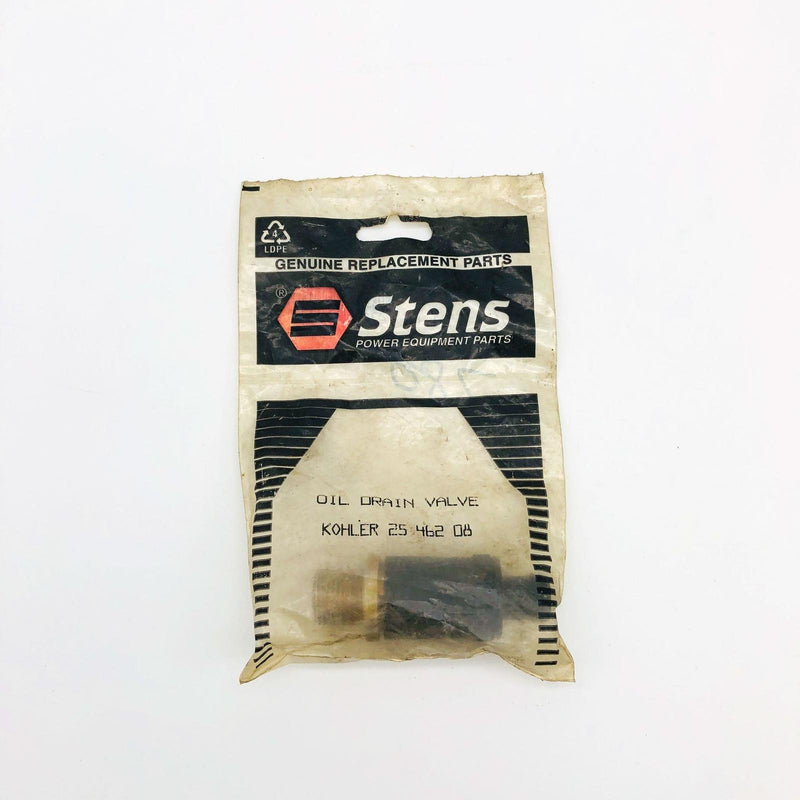 4
LDPE
GENUINE REPLACEMENT PARTS
® Stens
POWER EQUIPMENT PARTS
OIL DRAIN VALVE
KOHLER 25 462 08